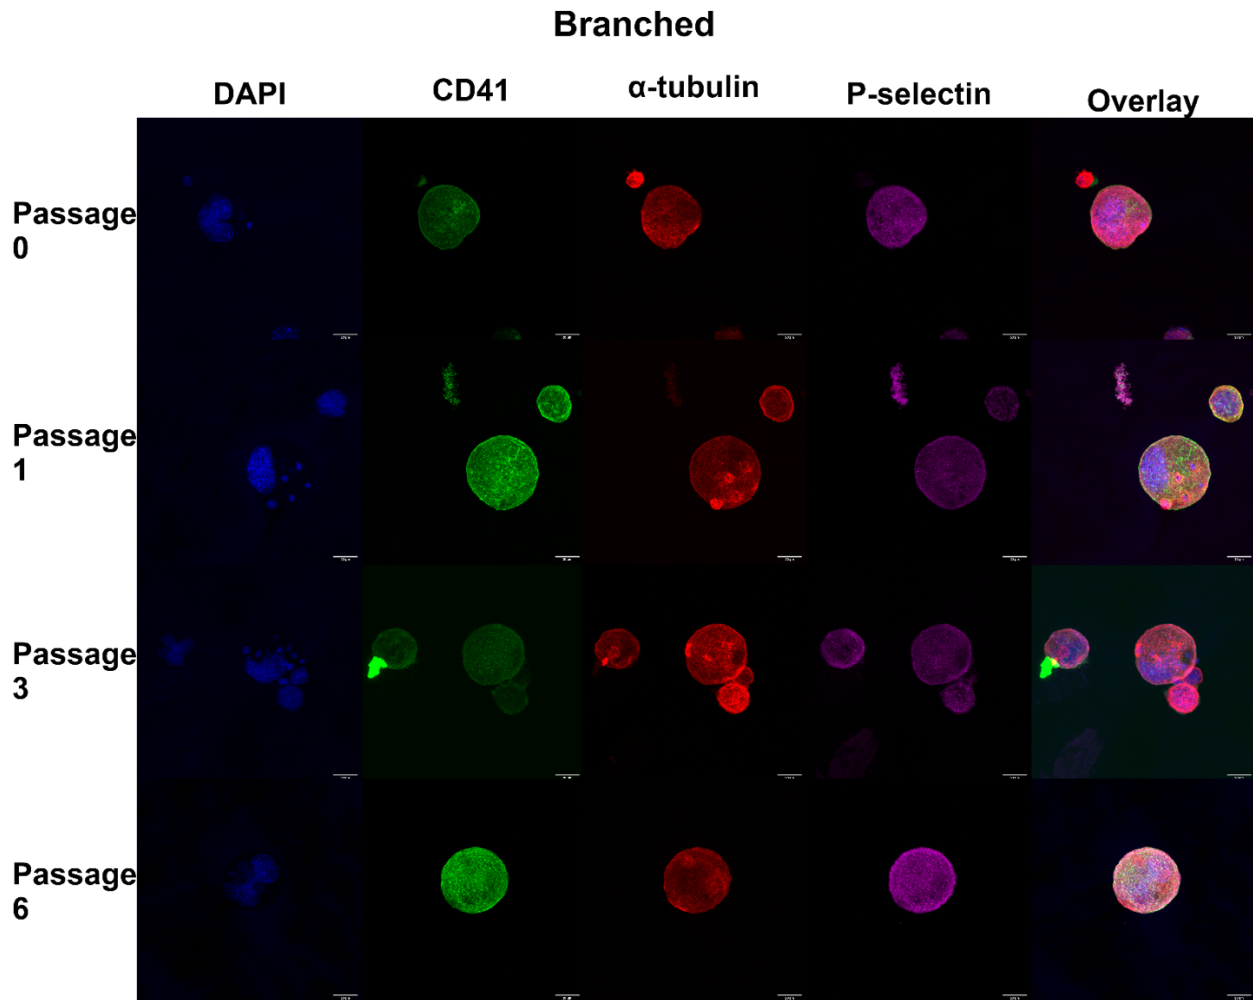 Branched
DAPI CD41 α-tubulin P-selectin Overlay
Passage
0
Passage
1
Passage
3
Passage
6